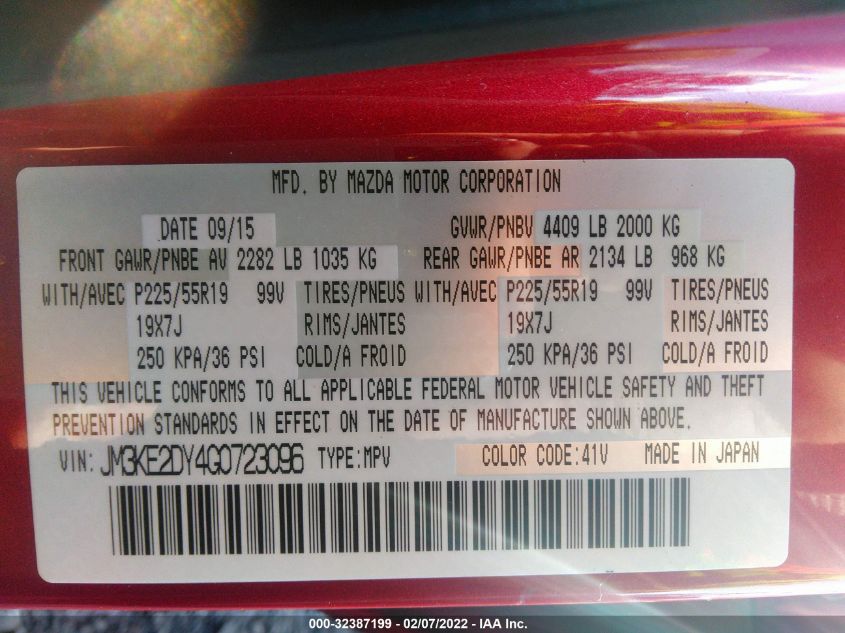 MFD. BY MAZDA MOTOR CORPORATION
DATE 09/15 GVWR/PNBV 4409 LB 2000 KG
FRONT GAWR/PNBE AV 2282 LB 1035 KG REAR GAWR/PNBE AR 2134 LB 968 KG
WITH/AVEC P225/55R19 99V TIRES/PNEUS WITH/AVEC P225/55R19 99V TIRES/PNEUS
19X7J RIMS/JANTES 19X7J RIMS/JANTES
250 KPA/36 PSI COLD/A FROID 250 KPA/36 PSI COLD/A FROID
THIS VEHICLE CONFORMS TO ALL APPLICABLE FEDERAL MOTOR VEHICLE SAFETY AND THEFT
PREVENTION STANDARDS IN EFFECT ON THE DATE OF MANUFACTURE SHOWN ABOVE.
VIN: JM3KE2DY4G0723096 TYPE:MPV COLOR CODE:41V MADE IN JAPAN
000-32387199 - 02/07/2022 - IAA Inc.